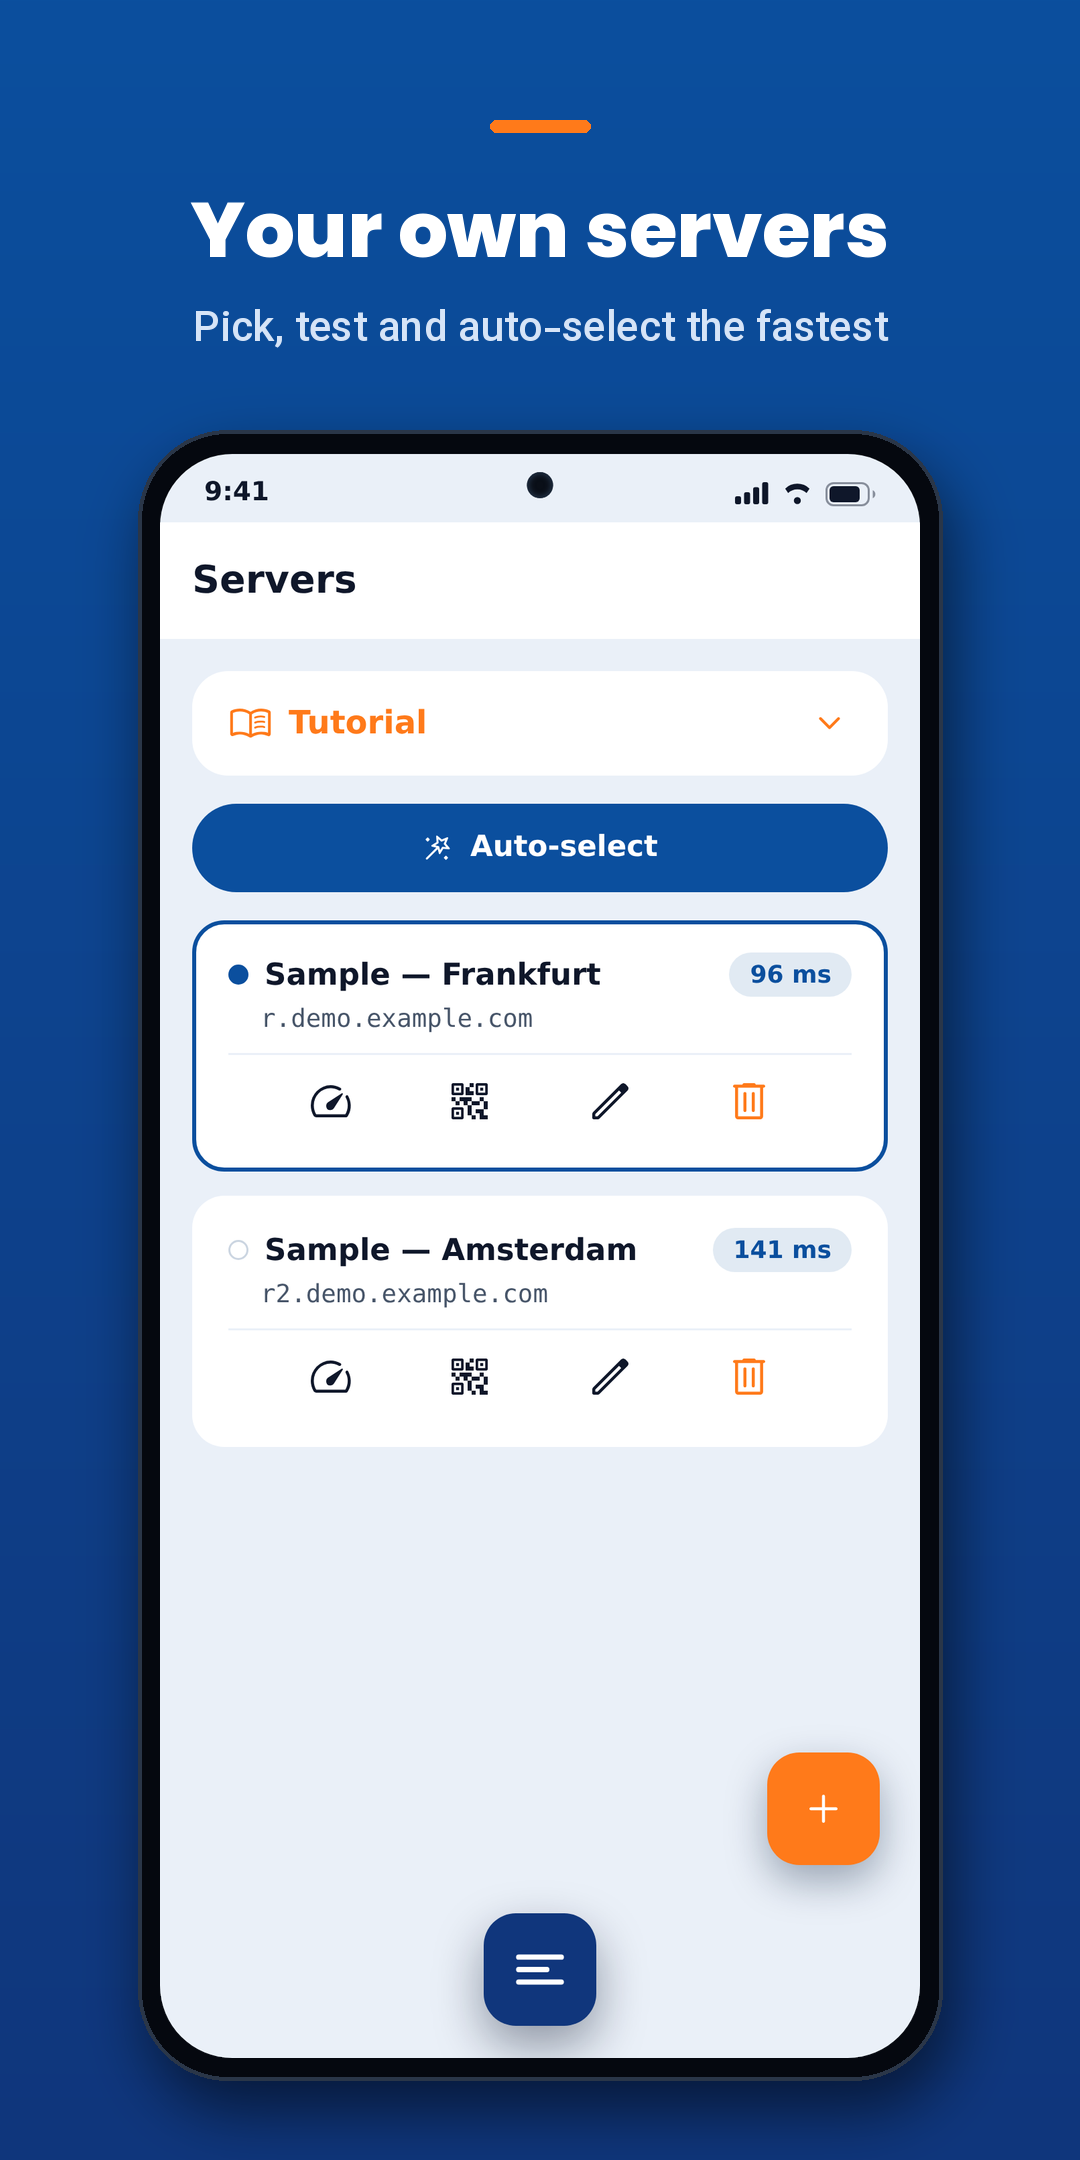 Your own servers
Pick, test and auto-select the fastest
9:41
Servers
Tutorial
Auto-select
Sample — Frankfurt
96 ms
r.demo.example.com
Sample — Amsterdam
141 ms
r2.demo.example.com